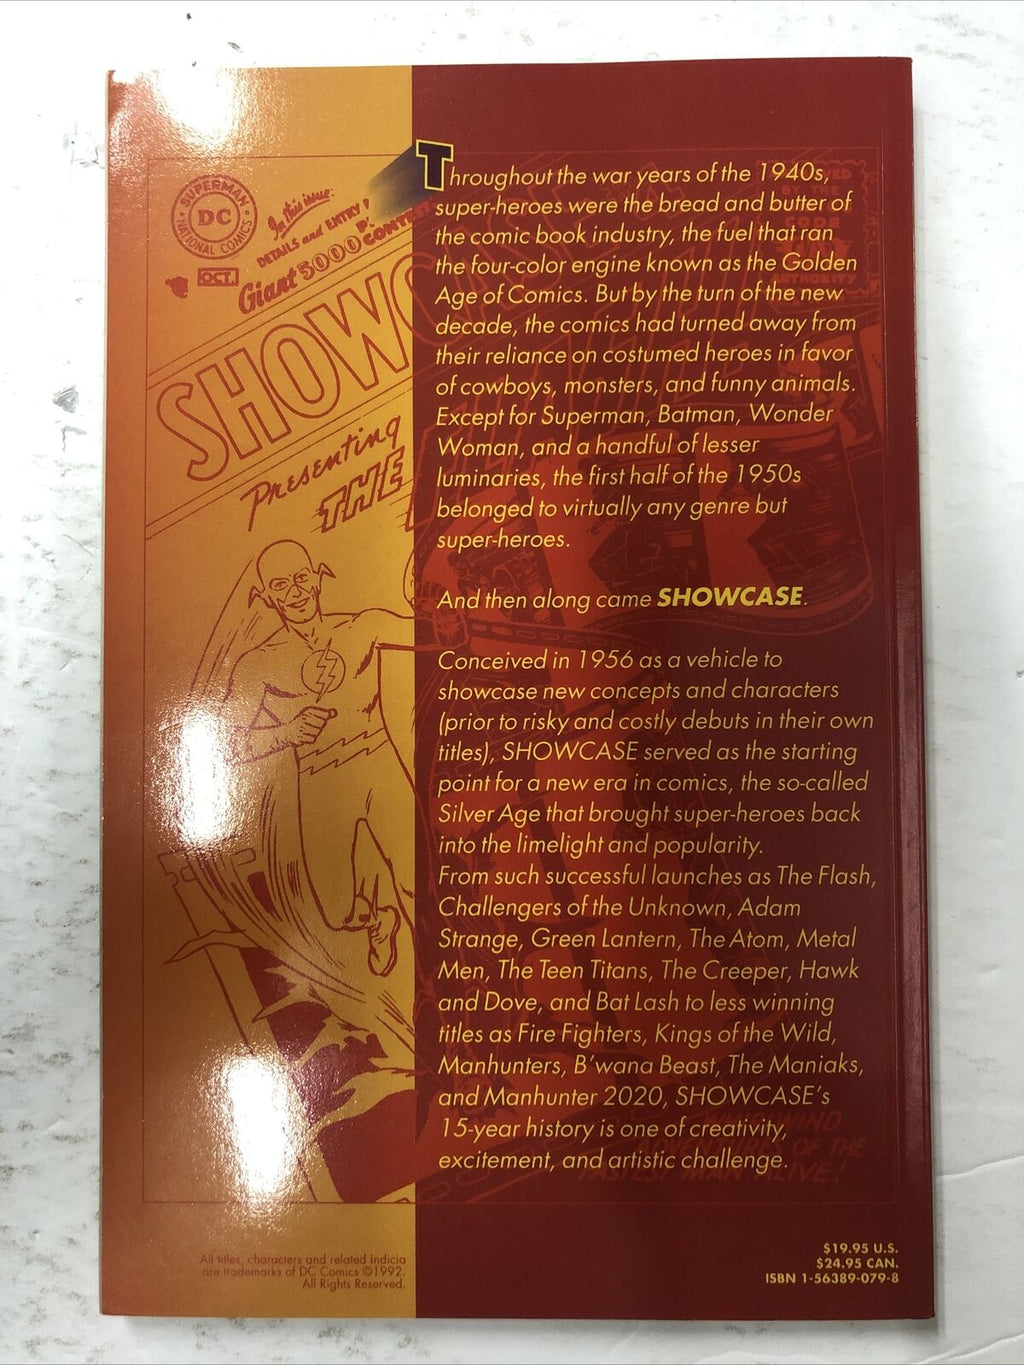 SUPERMAN
DC
NATIONAL COMICS
In this issue:
DETAILS and ENTRY
Giant 5000
CONTEST
OCT.
SHOWC
Presenting
THE
Throughout the war years of the 1940s,
super-heroes were the bread and butter of
the comic book industry, the fuel that ran
the four-color engine known as the Golden
Age of Comics. But by the turn of the new
decade, the comics had turned away from
their reliance on costumed heroes in favor
of cowboys, monsters, and funny animals.
Except for Superman, Batman, Wonder
Woman, and a handful of lesser
luminaries, the first half of the 1950s
belonged to virtually any genre but
super-heroes.
And then along came SHOWCASE.
Conceived in 1956 as a vehicle to
showcase new concepts and characters
(prior to risky and costly debuts in their own
titles), SHOWCASE served as the starting
point for a new era in comics, the so-called
Silver Age that brought super-heroes back
into the limelight and popularity.
From such successful launches as The Flash,
Challengers of the Unknown, Adam
Strange, Green Lantern, The Atom, Metal
Men, The Teen Titans, The Creeper, Hawk
and Dove, and Bat Lash to less winning
titles as Fire Fighters, Kings of the Wild,
Manhunters, B'wana Beast, The Maniaks,
and Manhunter 2020, SHOWCASE's
15-year history is one of creativity,
excitement, and artistic challenge.
WHIRLWIND
ADVENTURES OF THE
FASTEST MAN ALIVE!
All titles, characters and related indicia
are trademarks of DC Comics ©1992.
All Rights Reserved.
$19.95 U.S.
$24.95 CAN.
ISBN 1-56389-079-8